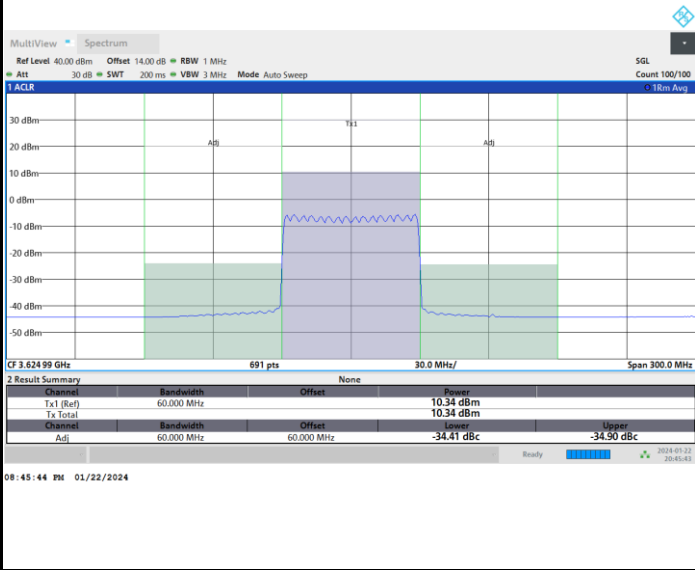 MultiView Spectrum
Ref Level 40.00 dBm Offset 14.00 dB RBW 1 MHz SGL
Att 30 dB SWT 200 ms VBW 3 MHz Mode Auto Sweep Count 100/100
1 ACLR 1Rm Avg
30 dBm
Tx1
20 dBm
Adj Adj
10 dBm
0 dBm
-10 dBm
-20 dBm
-30 dBm
-40 dBm
-50 dBm
CF 3.624 99 GHz 691 pts 30.0 MHz/ Span 300.0 MHz
2 Result Summary None
Channel Bandwidth Offset Power
Tx1 (Ref) 60.000 MHz 10.34 dBm
Tx Total 10.34 dBm
Channel Bandwidth Offset Lower Upper
Adj 60.000 MHz 60.000 MHz -34.41 dBc -34.90 dBc
Ready 2024-01-22
20:45:43
08:45:44 PM 01/22/2024